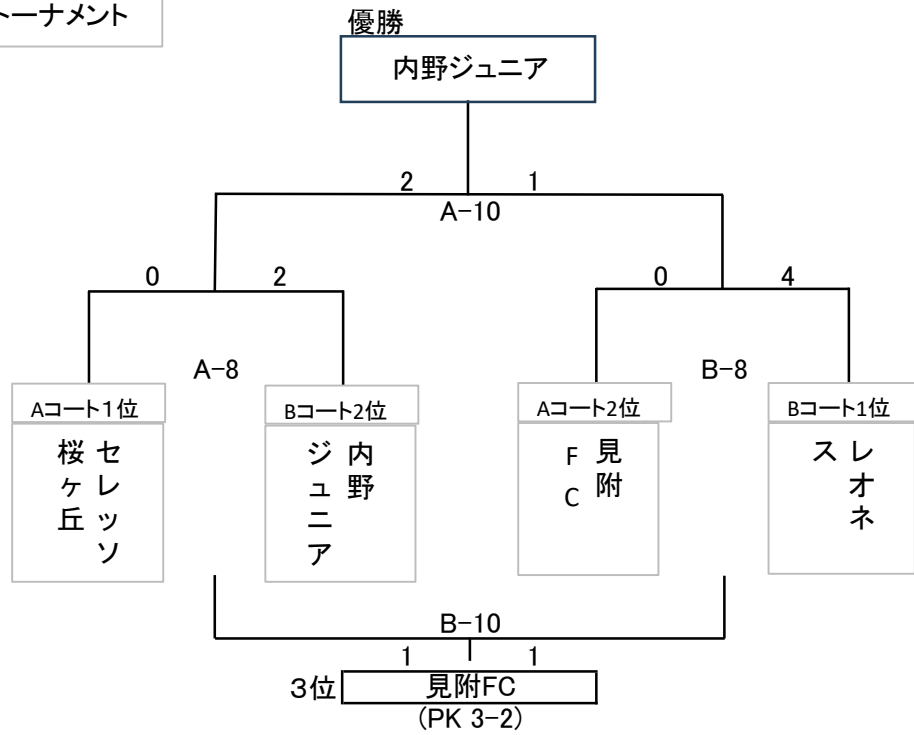 トーナメント
優勝
内野ジュニア
2 1
A-10
0 2
0 4
A-8
B-8
Aコート1位
Bコート2位
Aコート2位
Bコート1位
セレッソ
桜ヶ丘
内野
ジュニア
見附
FC
レオネ
ス
B-10
1 1
3位
見附FC
(PK 3-2)